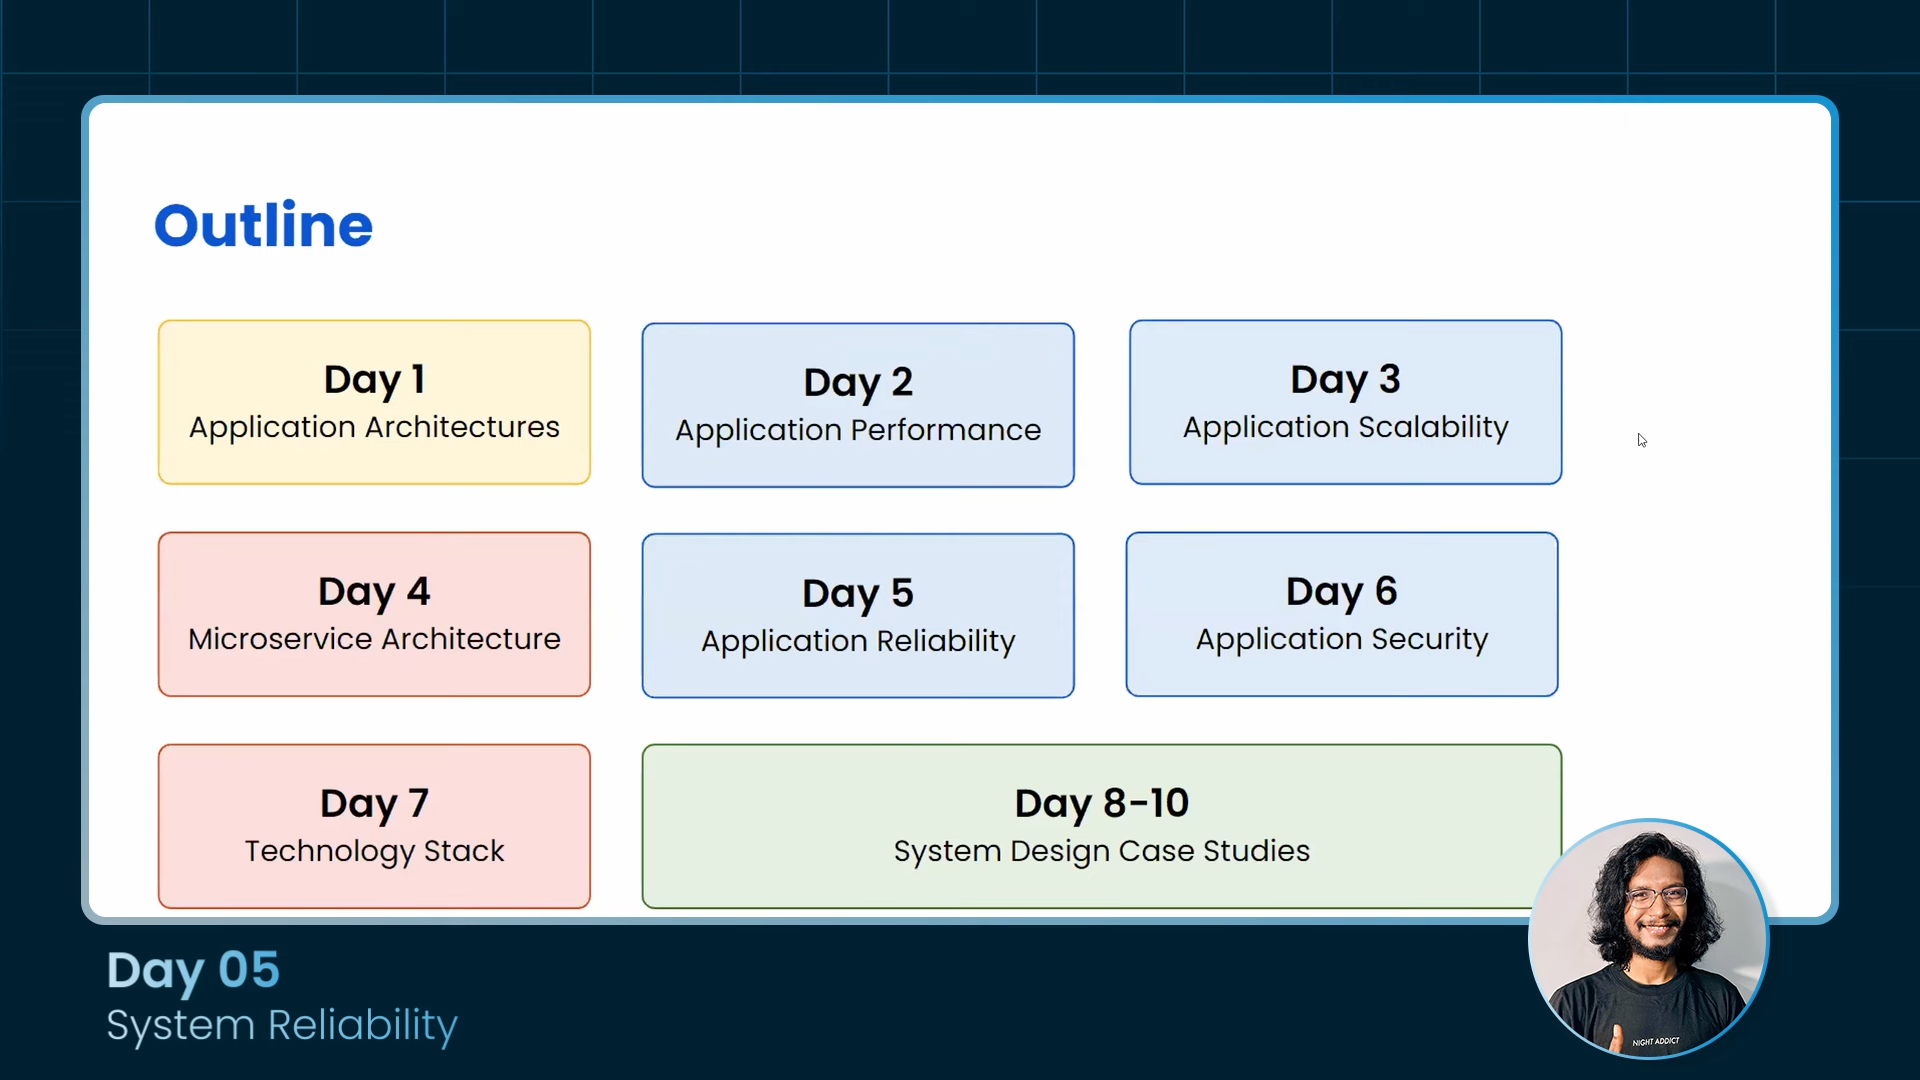 Outline
Day 1
Application Architectures
Day 2
Application Performance
Day 3
Application Scalability
Day 4
Microservice Architecture
Day 5
Application Reliability
Day 6
Application Security
Day 7
Technology Stack
Day 8-10
System Design Case Studies
Day 05
System Reliability
NIGHT ADDICT